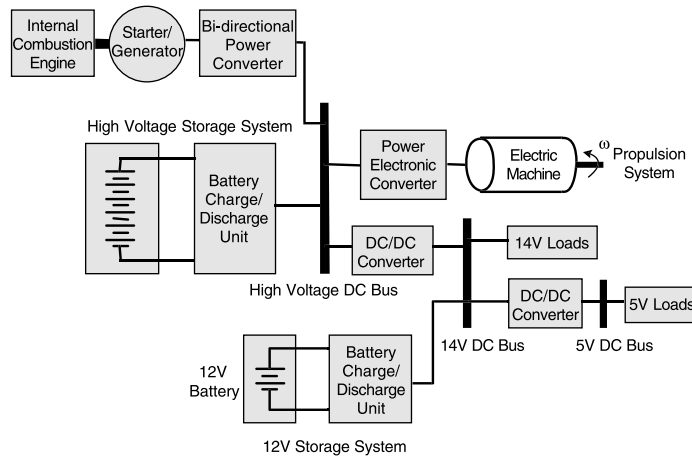 Internal
Combustion
Engine
Starter/
Generator
Bi-directional
Power
Converter
High Voltage Storage System
Battery
Charge/
Discharge
Unit
Power
Electronic
Converter
Electric
Machine
ω
Propulsion
System
DC/DC
Converter
14V Loads
High Voltage DC Bus
DC/DC
Converter
5V Loads
14V DC Bus
5V DC Bus
12V
Battery
Battery
Charge/
Discharge
Unit
12V Storage System